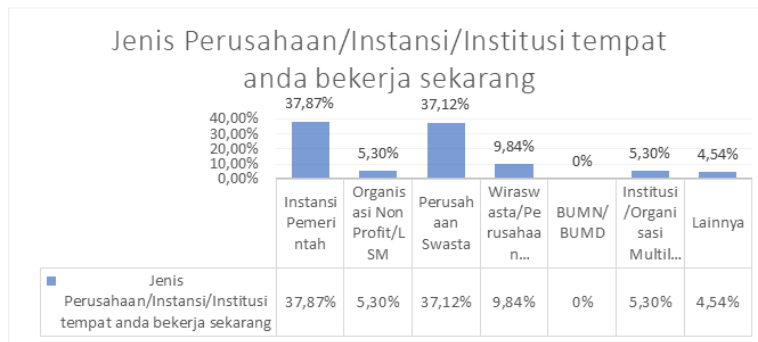 Jenis Perusahaan/Instansi/Institusi tempat
anda bekerja sekarang
37,87%
5,30%
37,12%
9,84%
0%
5,30%
4,54%
40,00%
30,00%
20,00%
10,00%
0,00%
Instansi
Pemeri
ntah
Organis
asi Non
Profit/L
SM
Perusah
aan
Swasta
Wirasw
asta/Pe
rusahaa
n...
BUMN/
BUMD
Institusi
/Organi
sasi
Multil...
Lainnya
Jenis
Perusahaan/Instansi/Institusi
tempat anda bekerja sekarang
37,87%
5,30%
37,12%
9,84%
0%
5,30%
4,54%